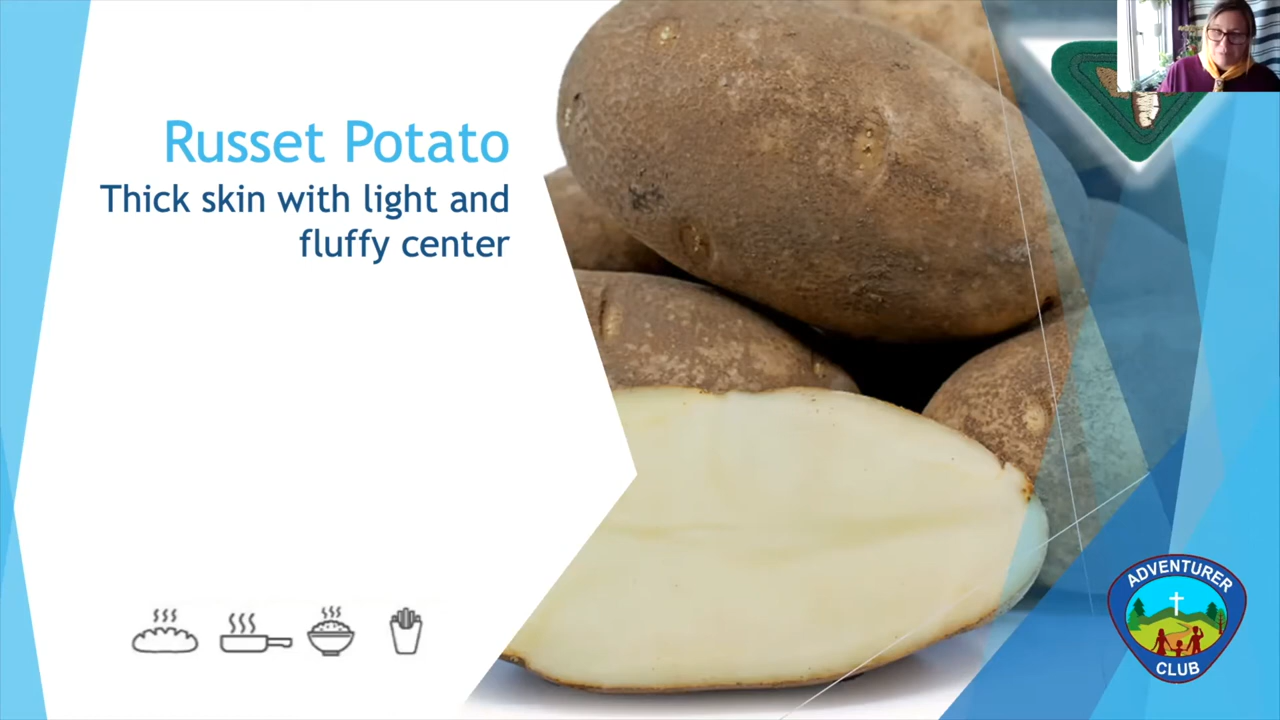 Russet Potato
Thick skin with light and
fluffy center
ADVENTURER
CLUB